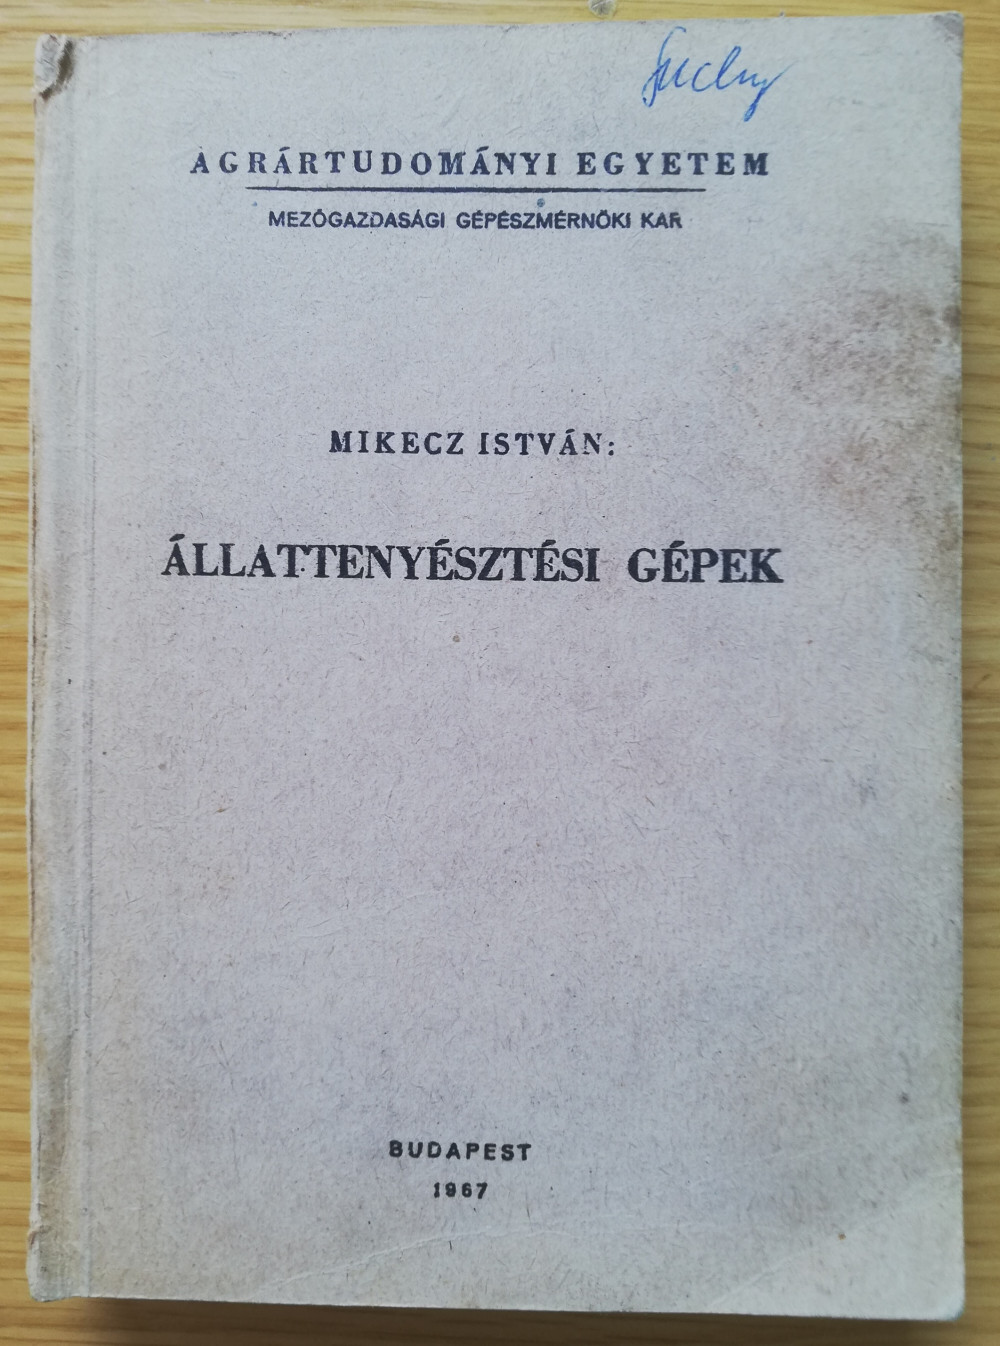 AGRÁRTUDOMÁNYI EGYETEM
MEZŐGAZDASÁGI GÉPÉSZMÉRNÖKI KAR
MIKECZ ISTVÁN:
ÁLLATTENYÉSZTÉSI GÉPEK
BUDAPEST
1967